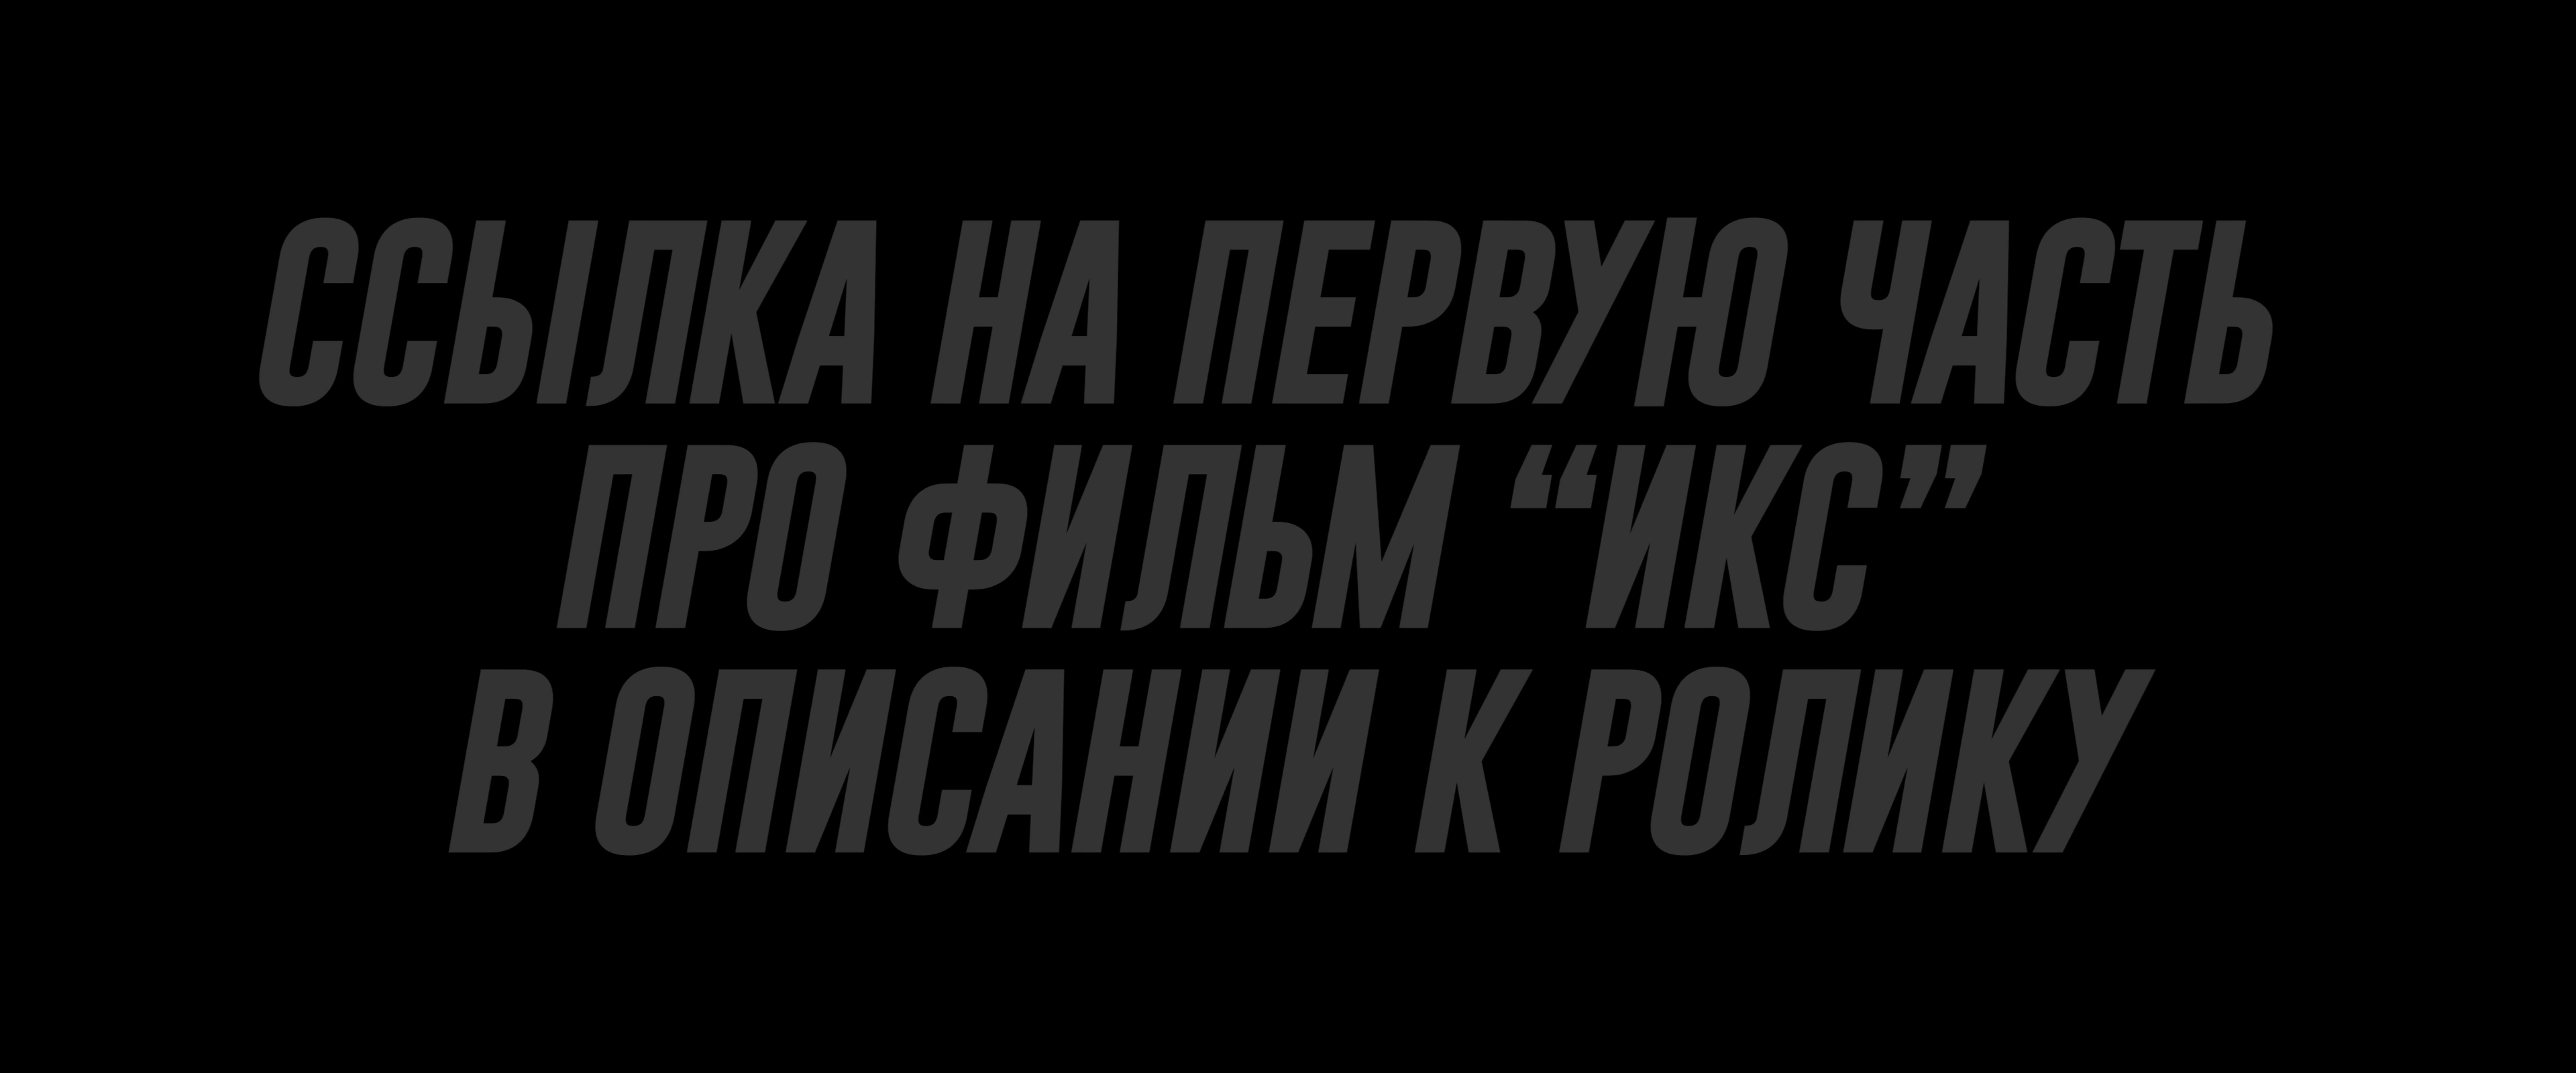 ССЫЛКА НА ПЕРВУЮ ЧАСТЬ
ПРО ФИЛЬМ “ИКС”
В ОПИСАНИИ К РОЛИКУ